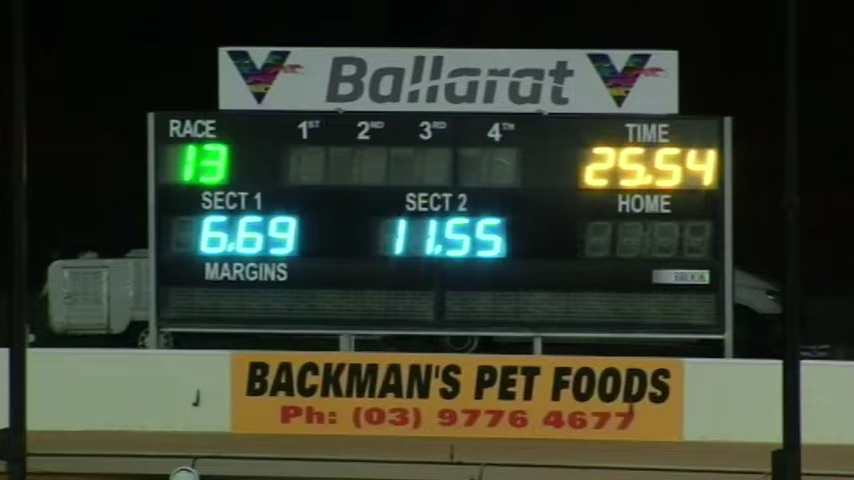 Ballarat
RACE 1ST 2ND 3RD 4TH TIME
13 25.54
SECT 1 SECT 2 HOME
6.69 11.55
MARGINS
BACKMAN'S PET FOODS
Ph: (03) 9776 4677